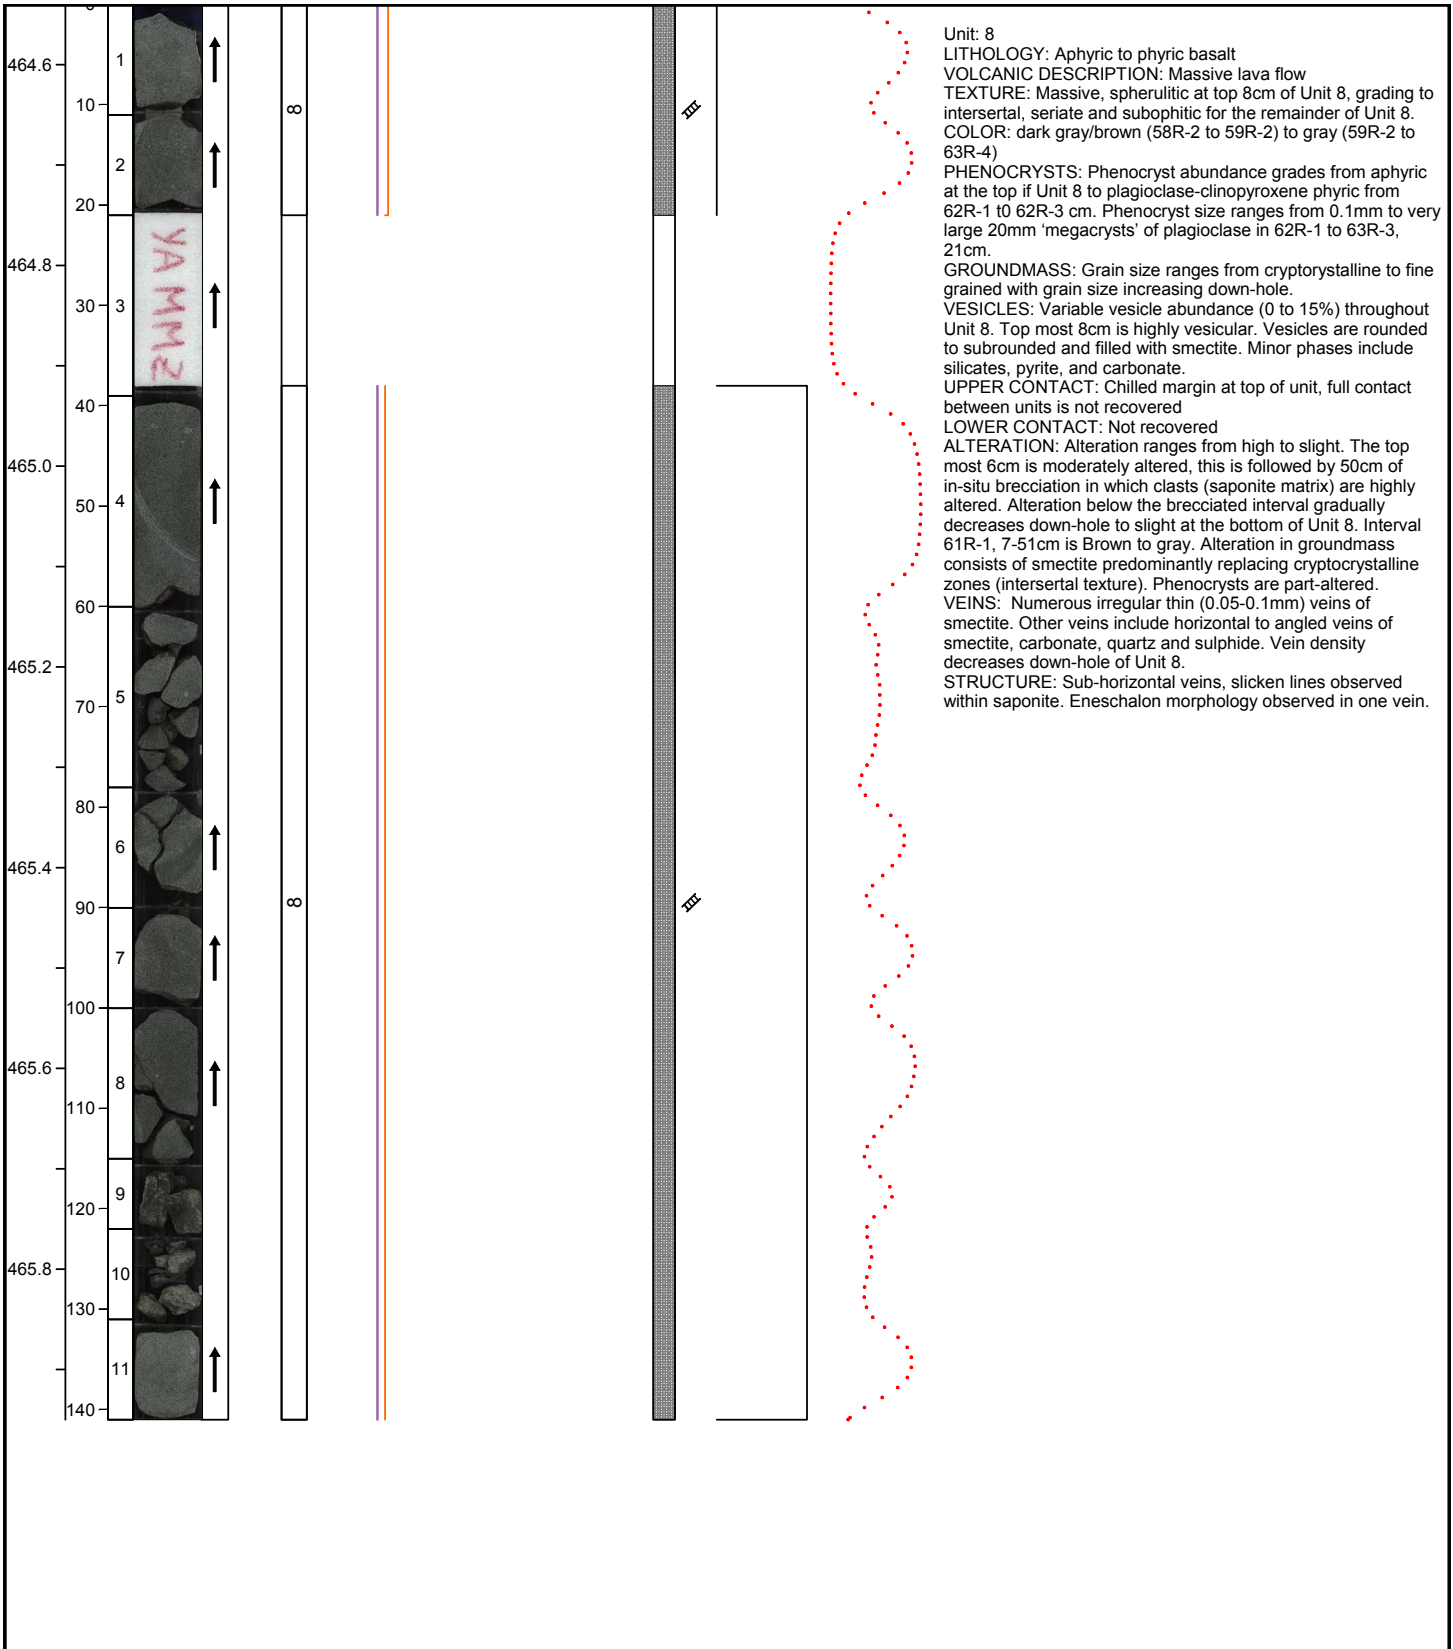 0
464.6
10
20
464.8
30
40
465.0
50
60
465.2
70
80
465.4
90
100
465.6
110
120
465.8
130
140
1
2
3
4
5
6
7
8
9
10
11
YAMM2
8
8
Unit: 8
LITHOLOGY: Aphyric to phyric basalt
VOLCANIC DESCRIPTION: Massive lava flow
TEXTURE: Massive, spherulitic at top 8cm of Unit 8, grading to
intersertal, seriate and subophitic for the remainder of Unit 8.
COLOR: dark gray/brown (58R-2 to 59R-2) to gray (59R-2 to
63R-4)
PHENOCRYSTS: Phenocryst abundance grades from aphyric
at the top if Unit 8 to plagioclase-clinopyroxene phyric from
62R-1 t0 62R-3 cm. Phenocryst size ranges from 0.1mm to very
large 20mm ‘megacrysts’ of plagioclase in 62R-1 to 63R-3,
21cm.
GROUNDMASS: Grain size ranges from cryptorystalline to fine
grained with grain size increasing down-hole.
VESICLES: Variable vesicle abundance (0 to 15%) throughout
Unit 8. Top most 8cm is highly vesicular. Vesicles are rounded
to subrounded and filled with smectite. Minor phases include
silicates, pyrite, and carbonate.
UPPER CONTACT: Chilled margin at top of unit, full contact
between units is not recovered
LOWER CONTACT: Not recovered
ALTERATION: Alteration ranges from high to slight. The top
most 6cm is moderately altered, this is followed by 50cm of
in-situ brecciation in which clasts (saponite matrix) are highly
altered. Alteration below the brecciated interval gradually
decreases down-hole to slight at the bottom of Unit 8. Interval
61R-1, 7-51cm is Brown to gray. Alteration in groundmass
consists of smectite predominantly replacing cryptocrystalline
zones (intersertal texture). Phenocrysts are part-altered.
VEINS:  Numerous irregular thin (0.05-0.1mm) veins of
smectite. Other veins include horizontal to angled veins of
smectite, carbonate, quartz and sulphide. Vein density
decreases down-hole of Unit 8.
STRUCTURE: Sub-horizontal veins, slicken lines observed
within saponite. Eneschalon morphology observed in one vein.